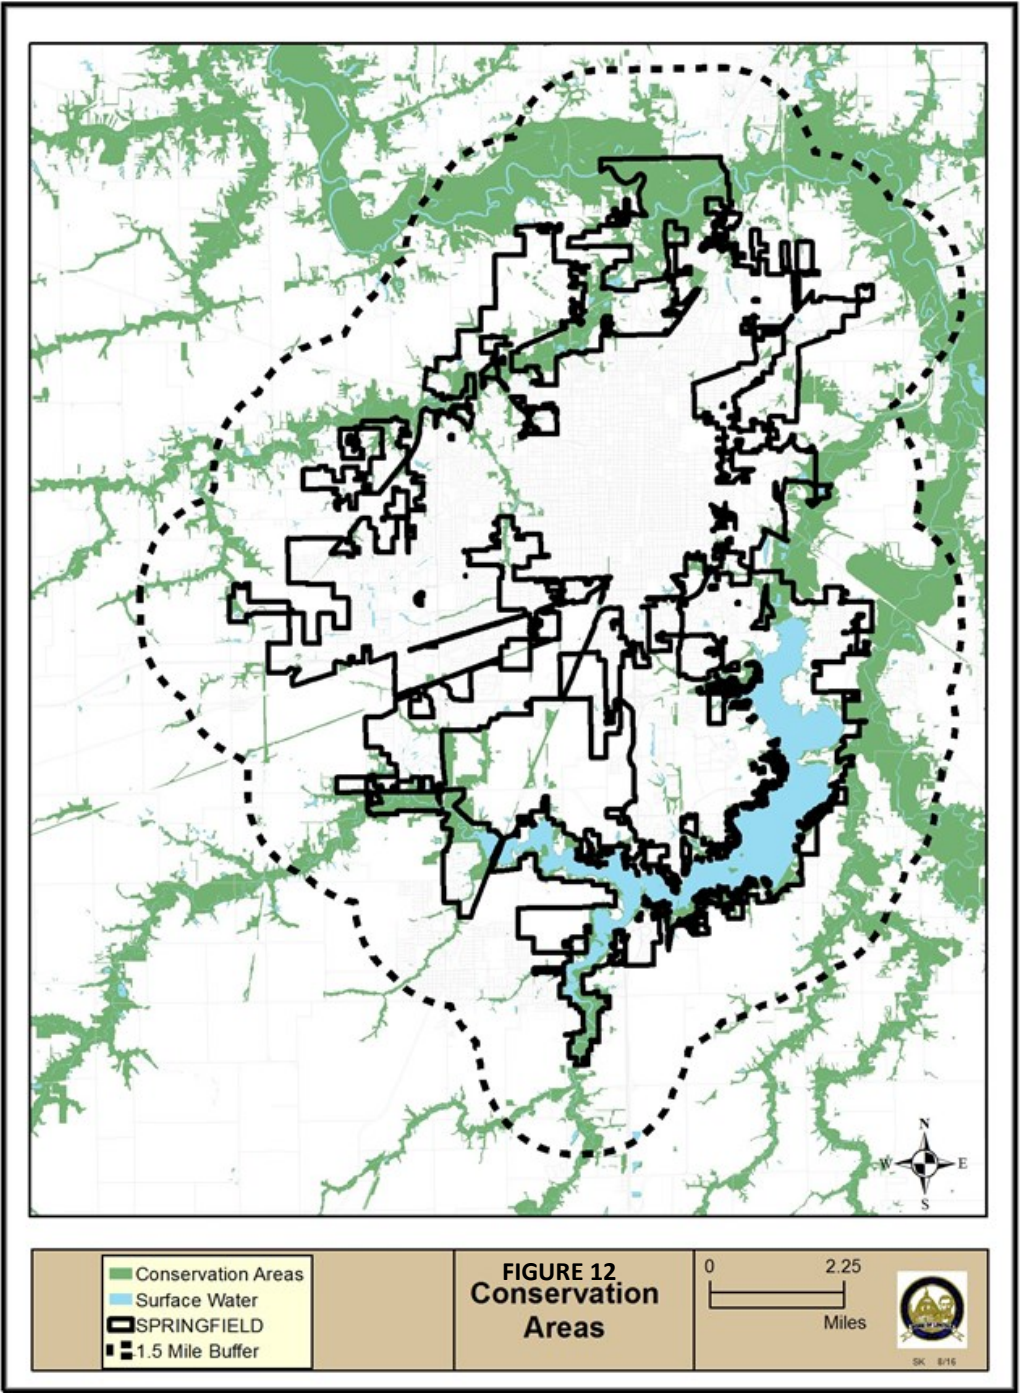 N
W E
S
Conservation Areas
Surface Water
SPRINGFIELD
1.5 Mile Buffer
FIGURE 12
Conservation
Areas
0 2.25
Miles
SK 8/16